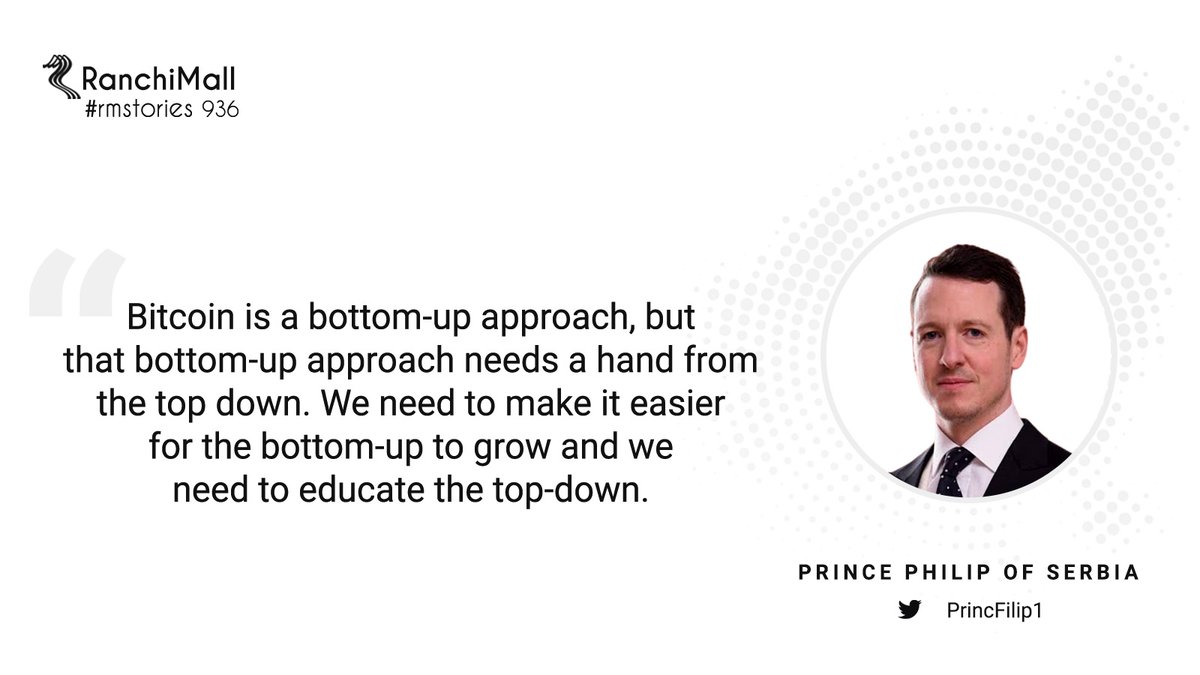 RanchiMall
#rmstories 936
“
Bitcoin is a bottom-up approach, but
that bottom-up approach needs a hand from
the top down. We need to make it easier
for the bottom-up to grow and we
need to educate the top-down.
PRINCE PHILIP OF SERBIA
PrincFilip1